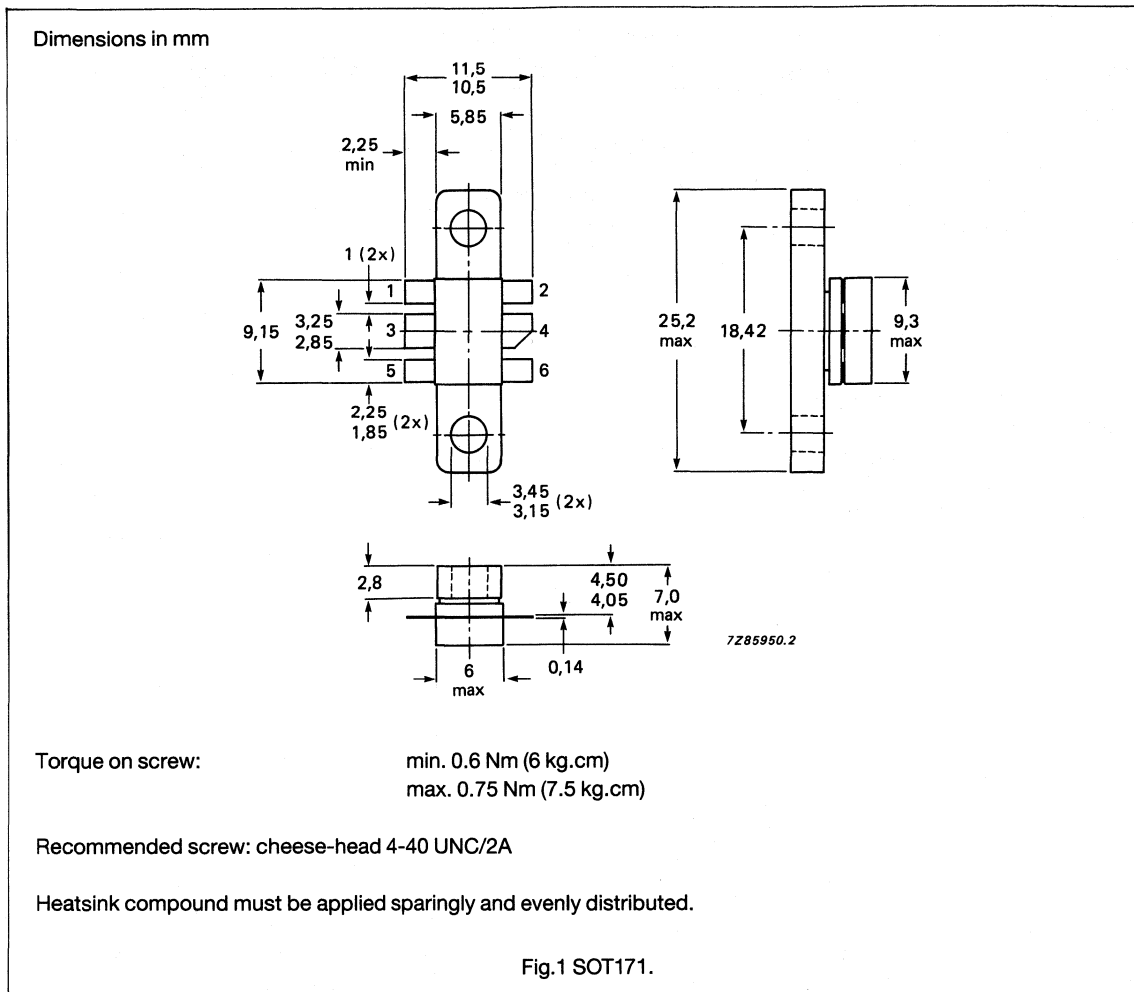 Dimensions in mm
11,5
10,5
5,85
2,25
min
1 (2x)
1
2
3,25
2,85
3
4
9,15
5
6
2,25
1,85 (2x)
3,45
3,15 (2x)
25,2
max
18,42
9,3
max
2,8
4,50
4,05
7,0
max
0,14
6
max
7Z85950.2
Torque on screw: min. 0.6 Nm (6 kg.cm)
max. 0.75 Nm (7.5 kg.cm)
Recommended screw: cheese-head 4-40 UNC/2A
Heatsink compound must be applied sparingly and evenly distributed.
Fig.1 SOT171.